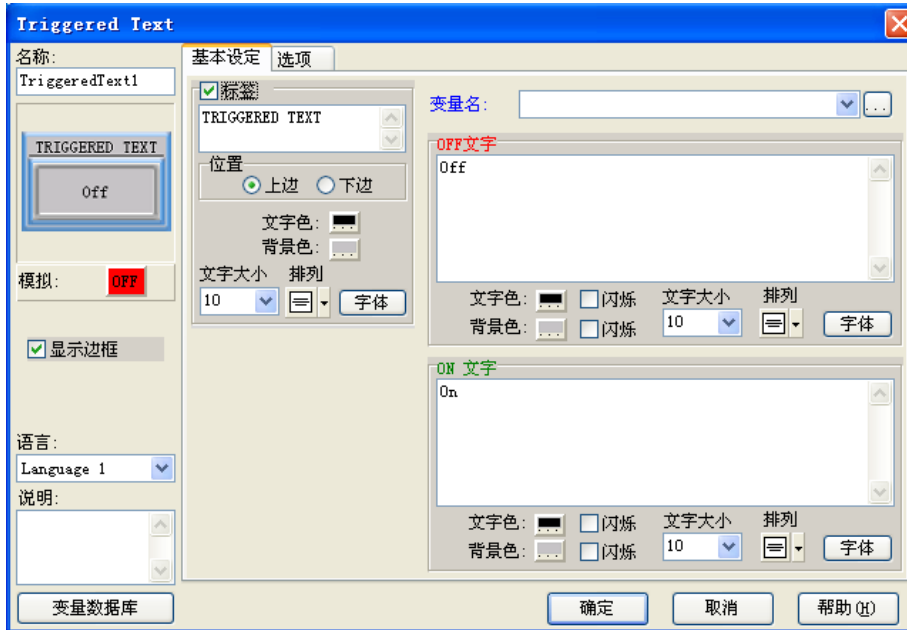 Triggered Text
名称:
TriggeredText1
TRIGGERED TEXT
Off
模拟:
OFF
显示边框
语言:
Language 1
说明:
变量数据库
基本设定 选项
标签
TRIGGERED TEXT
位置
上边 下边
文字色:
背景色: ...
文字大小 排列
10 字体
变量名: ...
OFF文字
Off
文字色: 闪烁 文字大小 排列
背景色: ... 闪烁 10 字体
ON 文字
On
文字色: 闪烁 文字大小 排列
背景色: ... 闪烁 10 字体
确定 取消 帮助(H)